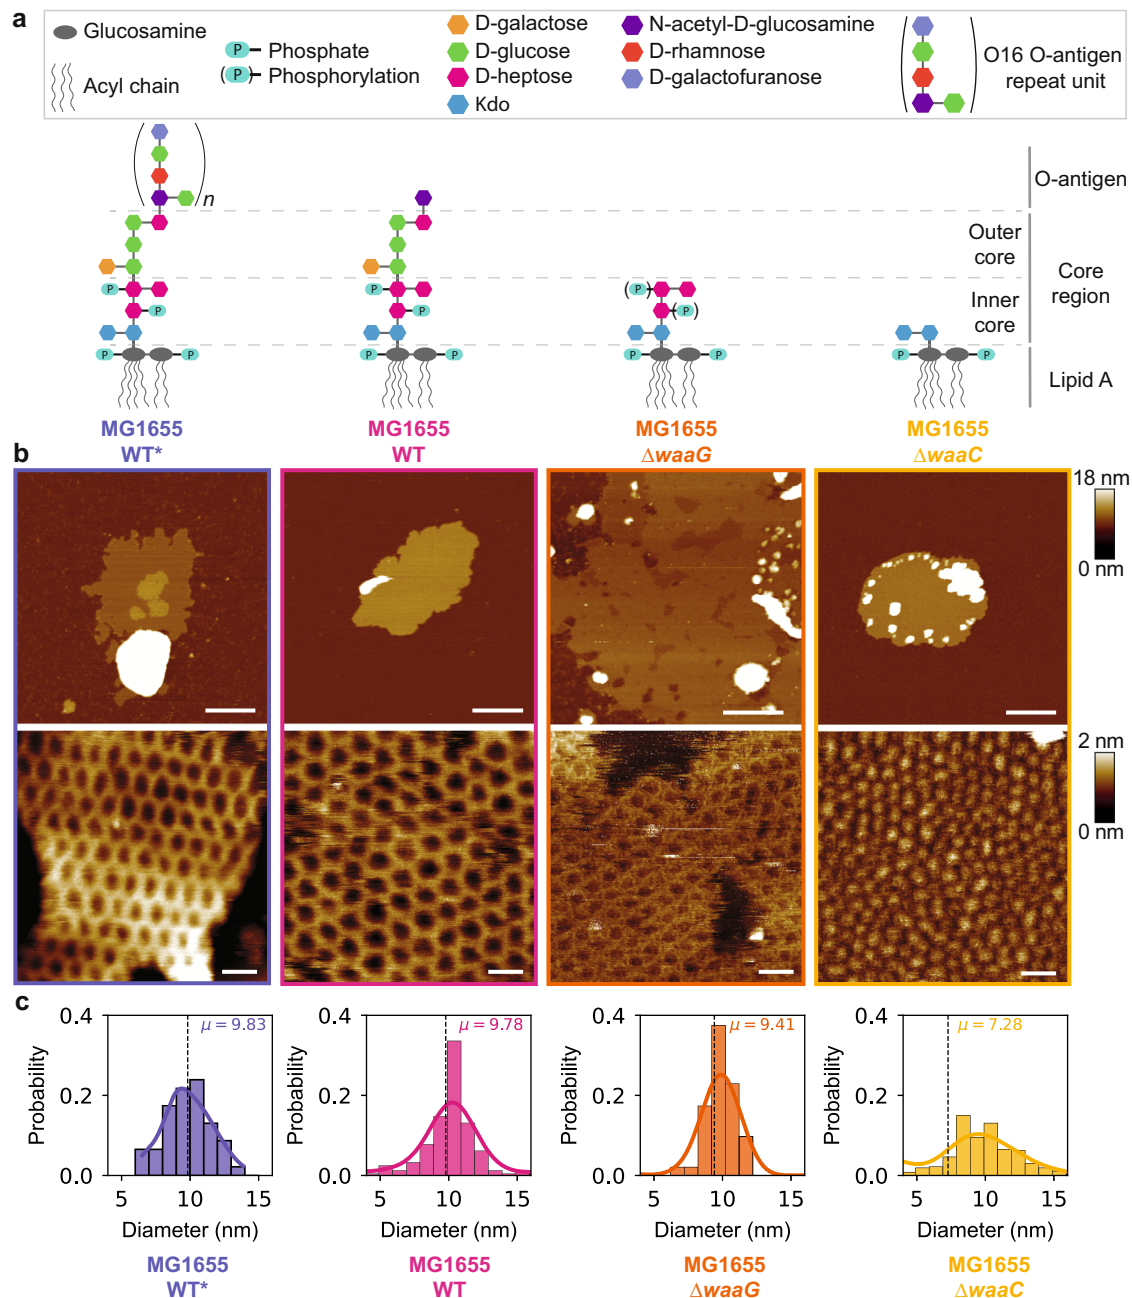 a
Glucosamine
Acyl chain
P Phosphate
(P) Phosphorylation
D-galactose
D-glucose
D-heptose
Kdo
N-acetyl-D-glucosamine
D-rhamnose
D-galactofuranose
O16 O-antigen
repeat unit
n
O-antigen
Outer
core
Core
region
P
(P)
P
P
(P)
Inner
core
P P
P P
P P
P P
Lipid A
MG1655
WT*
MG1655
WT
MG1655
ΔwaaG
MG1655
ΔwaaC
b
18 nm
0 nm
2 nm
0 nm
c
Probability
0.4
0.2
0.0
μ = 9.83
5 10 15
Diameter (nm)
MG1655
WT*
Probability
0.4
0.2
0.0
μ = 9.78
5 10 15
Diameter (nm)
MG1655
WT
Probability
0.4
0.2
0.0
μ = 9.41
5 10 15
Diameter (nm)
MG1655
ΔwaaG
Probability
0.4
0.2
0.0
μ = 7.28
5 10 15
Diameter (nm)
MG1655
ΔwaaC